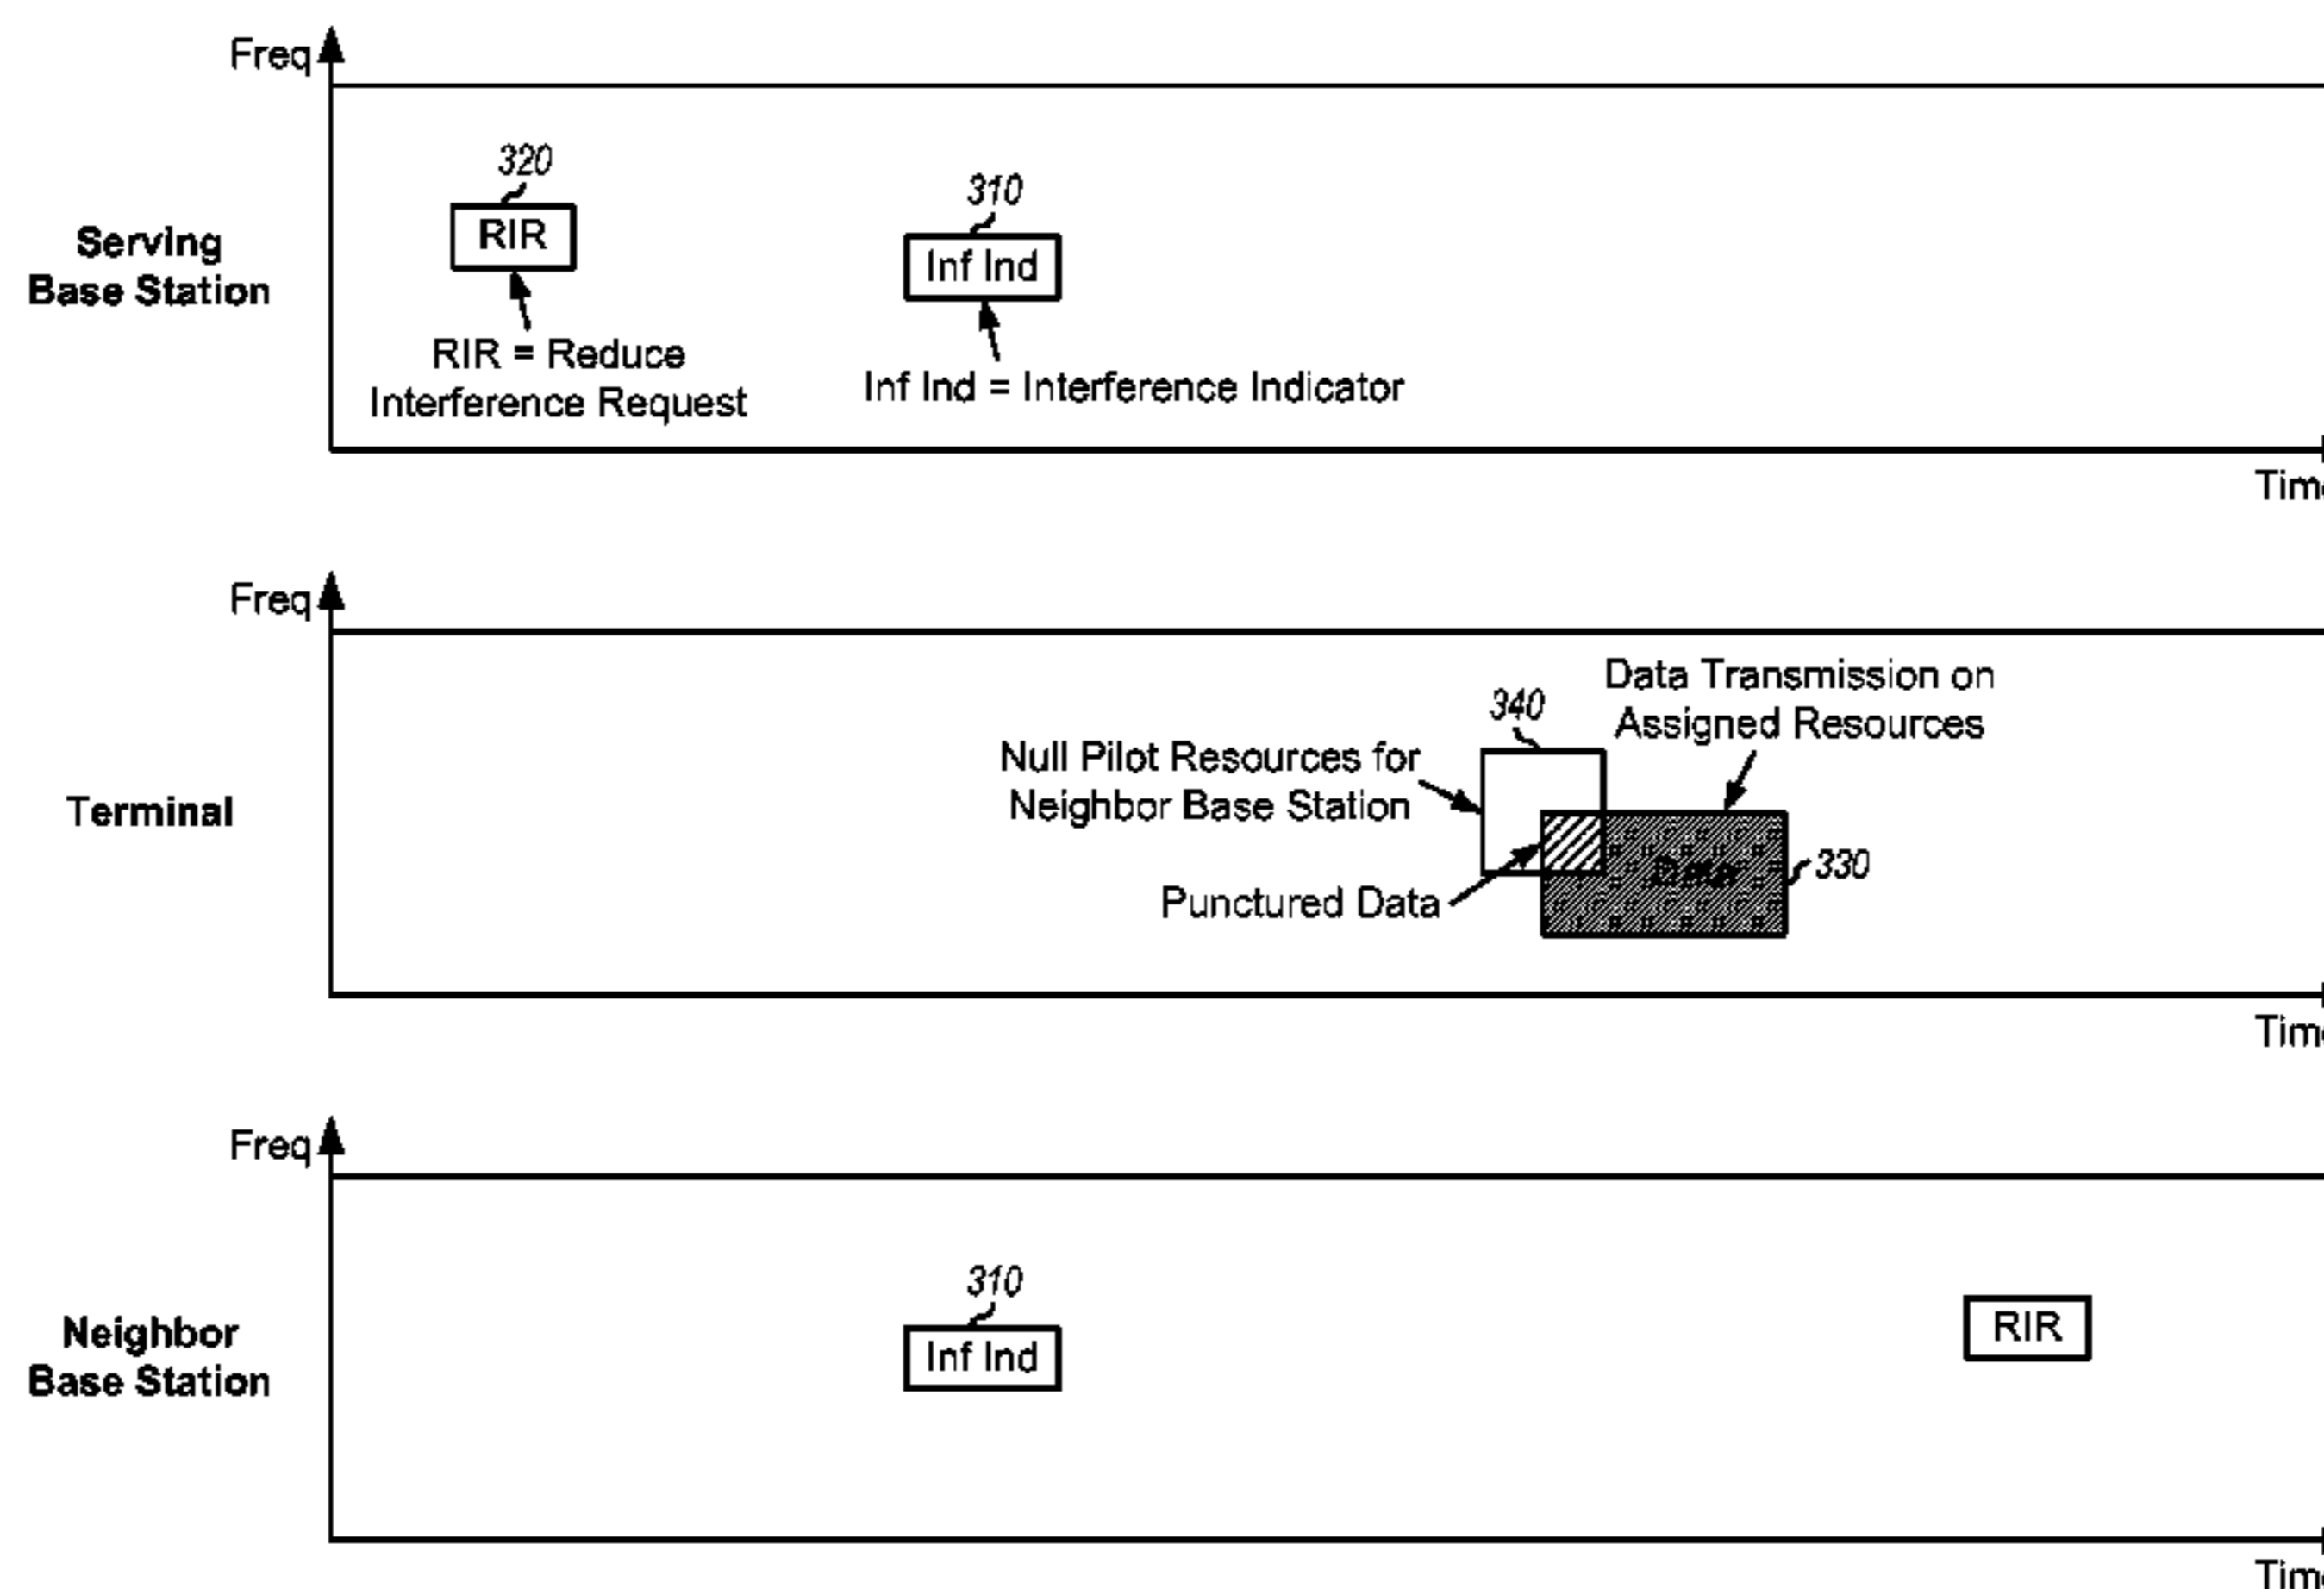 Freq
320
RIR
310
Inf Ind
Serving
Base Station
RIR = Reduce
Interference Request
Inf Ind = Interference Indicator
Freq
Data Transmission on
Assigned Resources
340
Null Pilot Resources for
Neighbor Base Station
Terminal
Data
330
Punctured Data
Freq
310
Inf Ind
RIR
Neighbor
Base Station